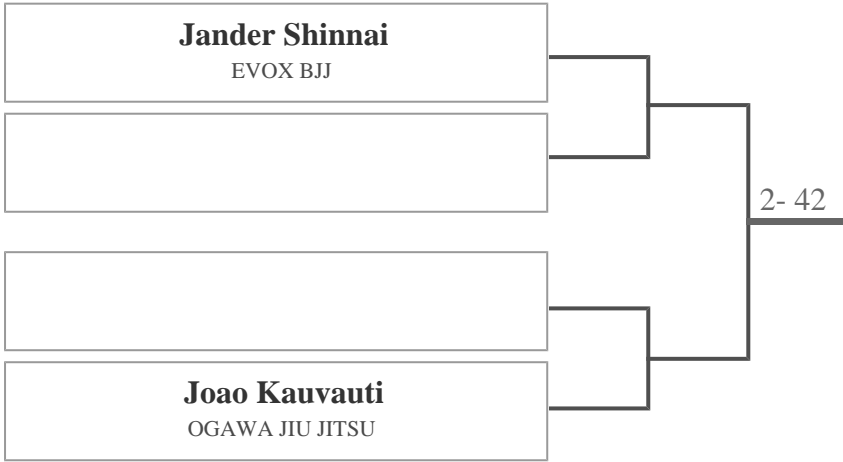 Jander Shinnai
EVOX BJJ
2- 42
Joao Kauvauti
OGAWA JIU JITSU